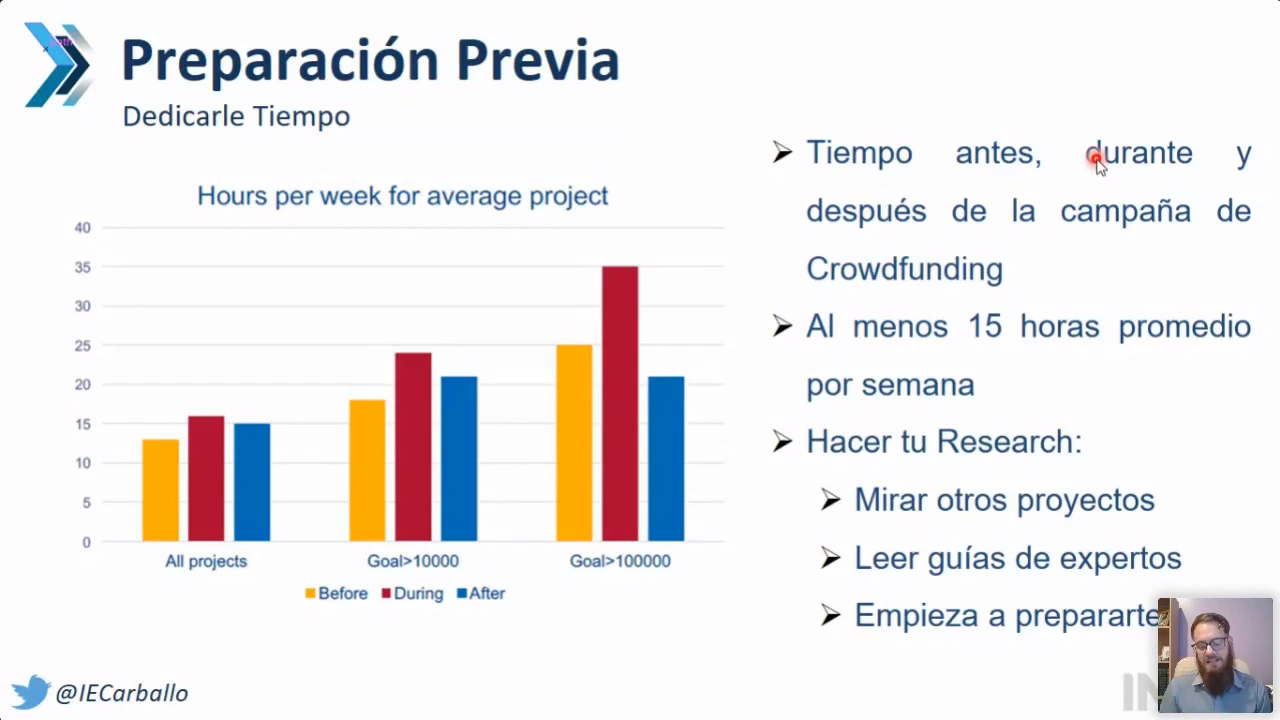 Preparación Previa
Dedicarle Tiempo
Hours per week for average project
40
35
30
25
20
15
10
5
0
All projects
Goal>10000
Goal>100000
Before
During
After
Tiempo antes, durante y
después de la campaña de
Crowdfunding
Al menos 15 horas promedio
por semana
Hacer tu Research:
Mirar otros proyectos
Leer guías de expertos
Empieza a prepararte
@IECarballo